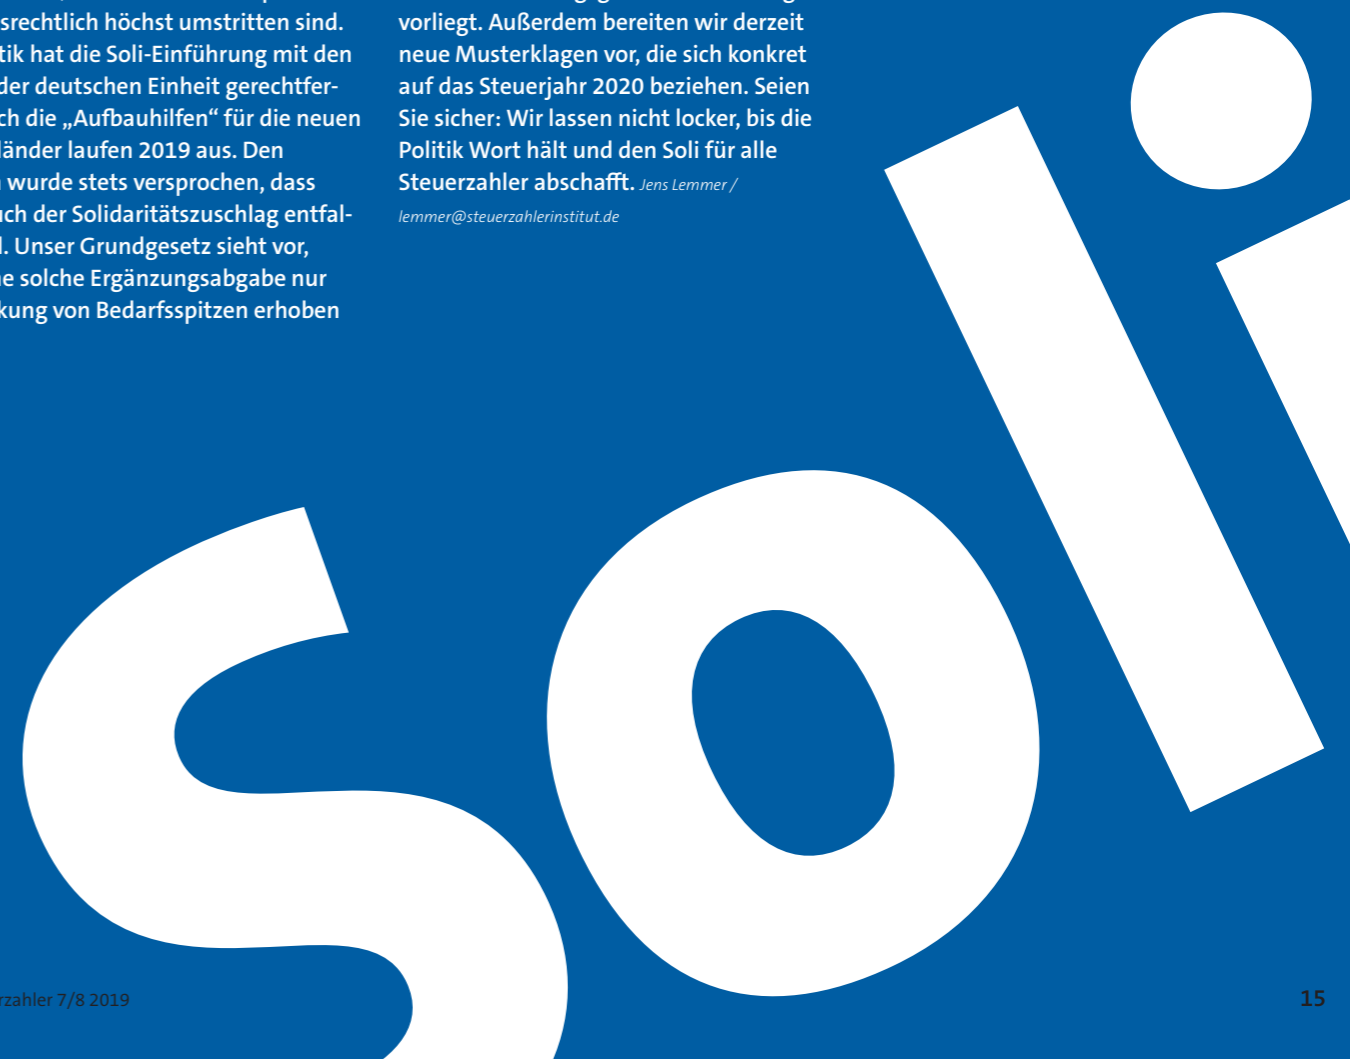 srechtlich höchst umstritten sind.
tik hat die Soli-Einführung mit den
der deutschen Einheit gerechtfer-
ch die „Aufbauhilfen“ für die neuen
länder laufen 2019 aus. Den
wurde stets versprochen, dass
uch der Solidaritätszuschlag entfal-
l. Unser Grundgesetz sieht vor,
ne solche Ergänzungsabgabe nur
kung von Bedarfsspitzen erhoben
vorliegt. Außerdem bereiten wir derzeit
neue Musterklagen vor, die sich konkret
auf das Steuerjahr 2020 beziehen. Seien
Sie sicher: Wir lassen nicht locker, bis die
Politik Wort hält und den Soli für alle
Steuerzahler abschafft. Jens Lemmer /
lemmer@steuerzahlerinstitut.de
soli
rzahler 7/8 2019
15